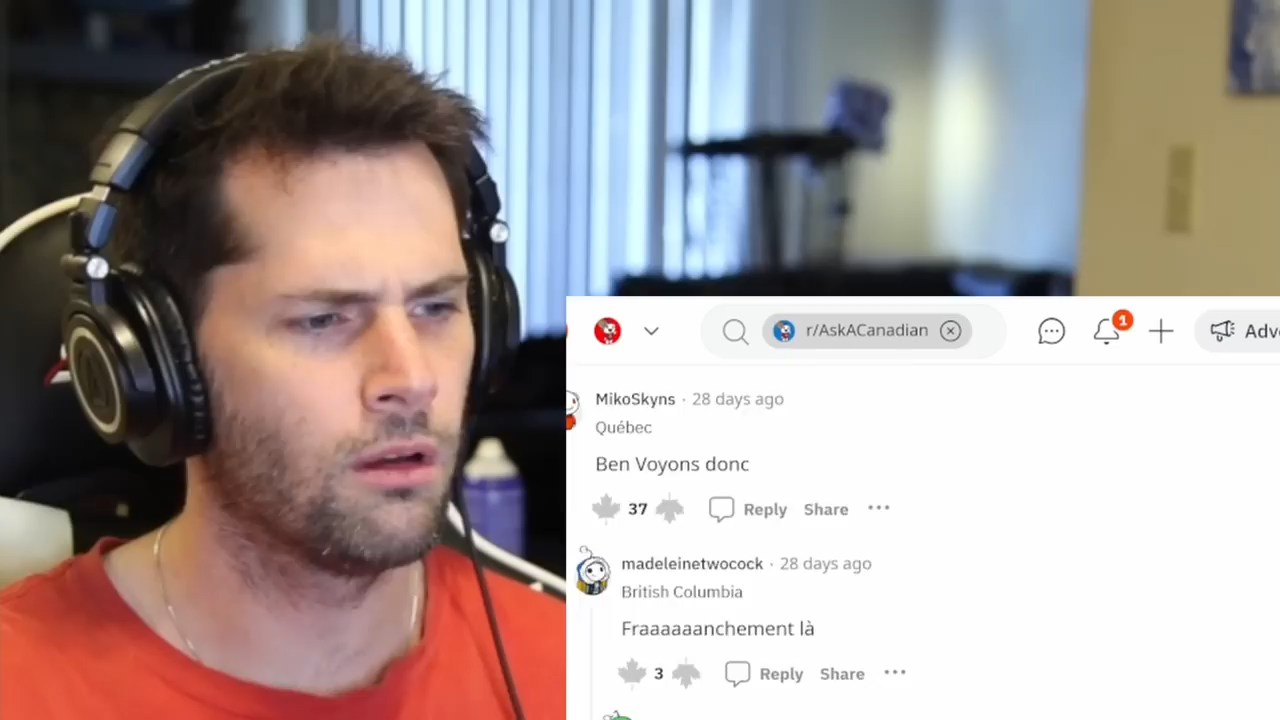 r/AskACanadian
1
Adv
MikoSkyns · 28 days ago
Québec
Ben Voyons donc
37
Reply
Share
madeleinetwocock · 28 days ago
British Columbia
Fraaaaaanchement là
3
Reply
Share